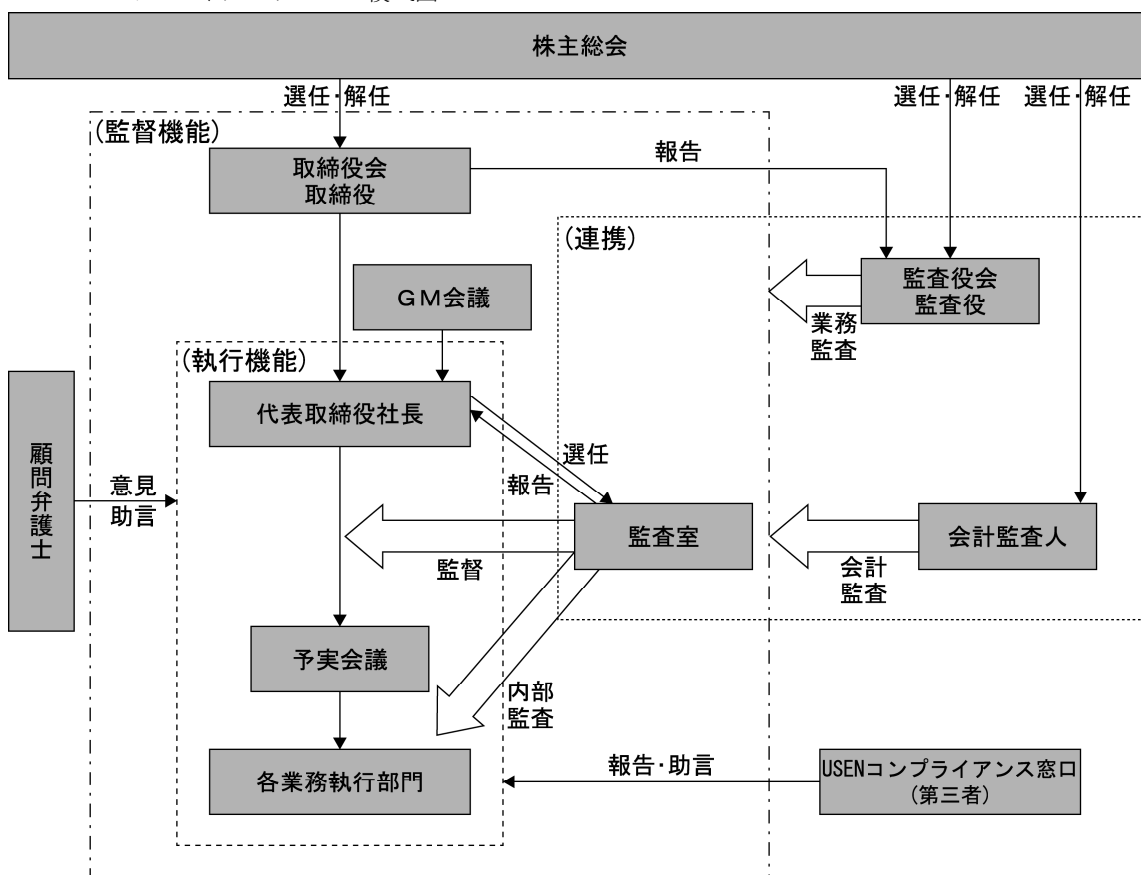 株主総会
選任・解任
選任・解任
選任・解任
(監督機能)
取締役会
取締役
報告
(連携)
GM会議
監査役会
監査役
業務
監査
(執行機能)
代表取締役社長
顧問弁護士
意見
助言
選任
報告
監査室
会計監査人
監督
会計
監査
予実会議
内部
監査
各業務執行部門
報告・助言
USENコンプライアンス窓口
(第三者)